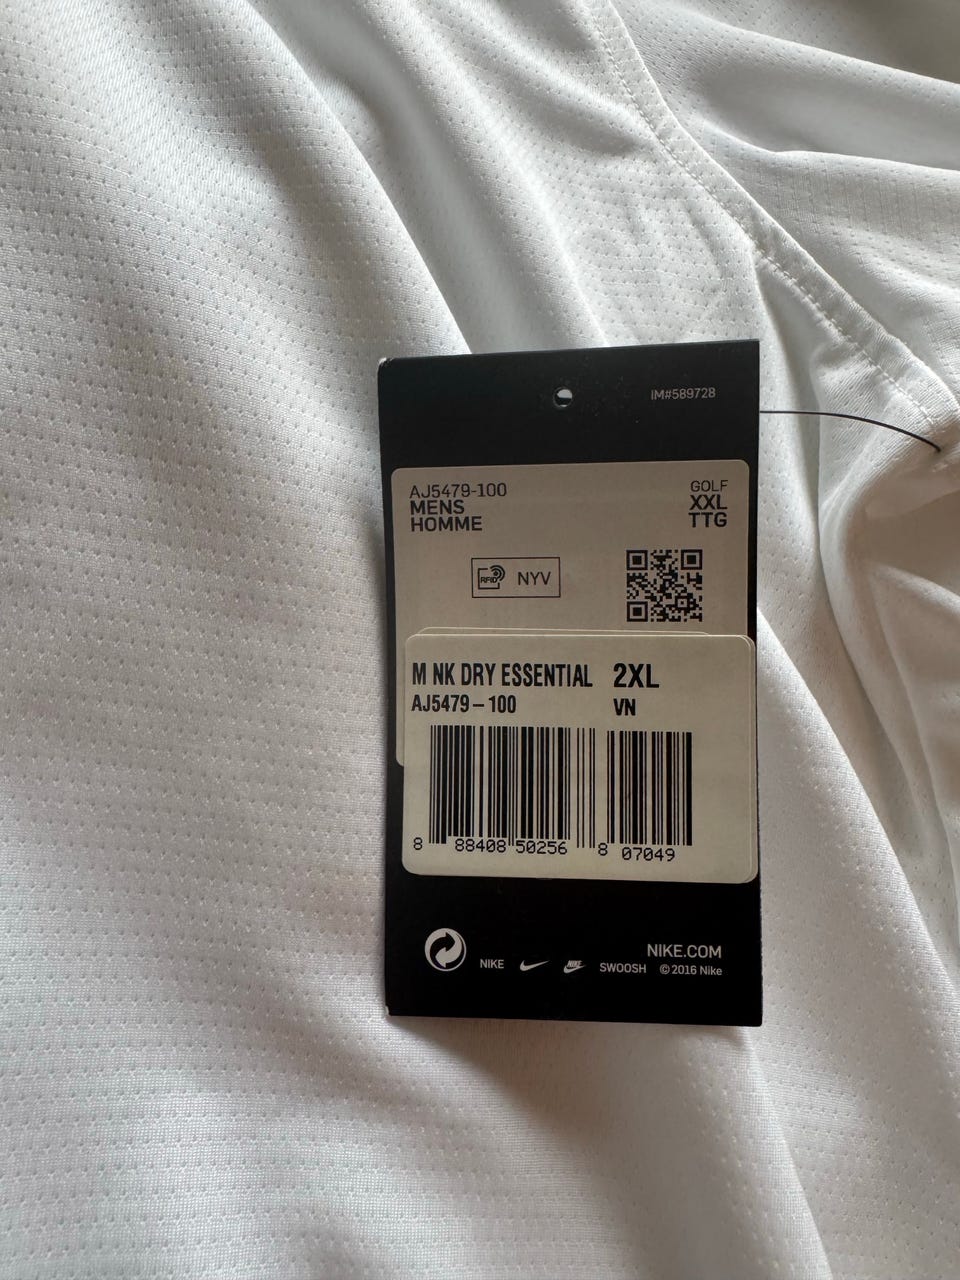 IM#589728
AJ5479-100 GOLF
MENS XXL
HOMME TTG
RFID NYV
M NK DRY ESSENTIAL 2XL
AJ5479-100 VN
8 88408 50256 8 07049
NIKE.COM
NIKE NIKE SWOOSH © 2016 Nike